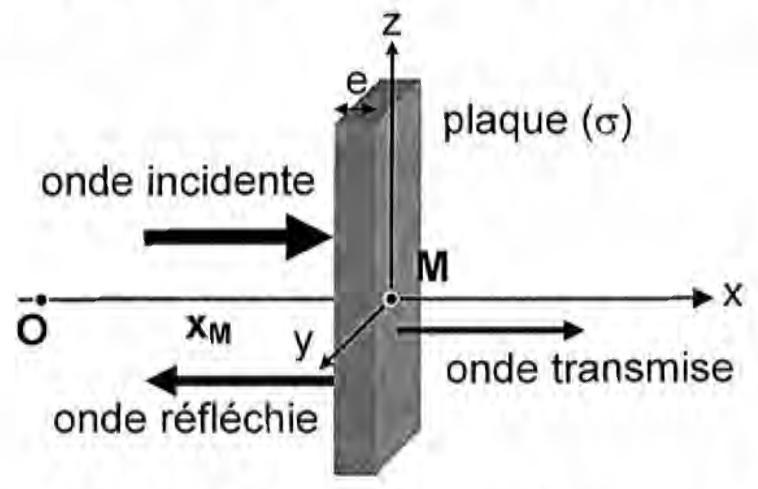 z
e
plaque (σ)
onde incidente
M
O
x_M
y
x
onde transmise
onde réfléchie